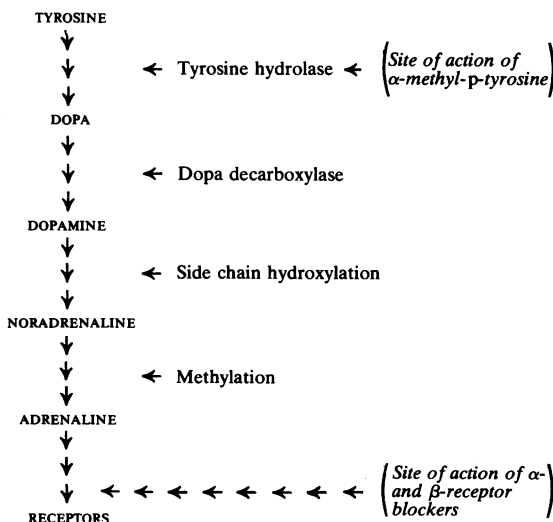 TYROSINE
Tyrosine hydrolase
(Site of action of
α-methyl-p-tyrosine)
DOPA
Dopa decarboxylase
DOPAMINE
Side chain hydroxylation
NORADRENALINE
Methylation
ADRENALINE
(Site of action of α-
and β-receptor
blockers)
RECEPTORS